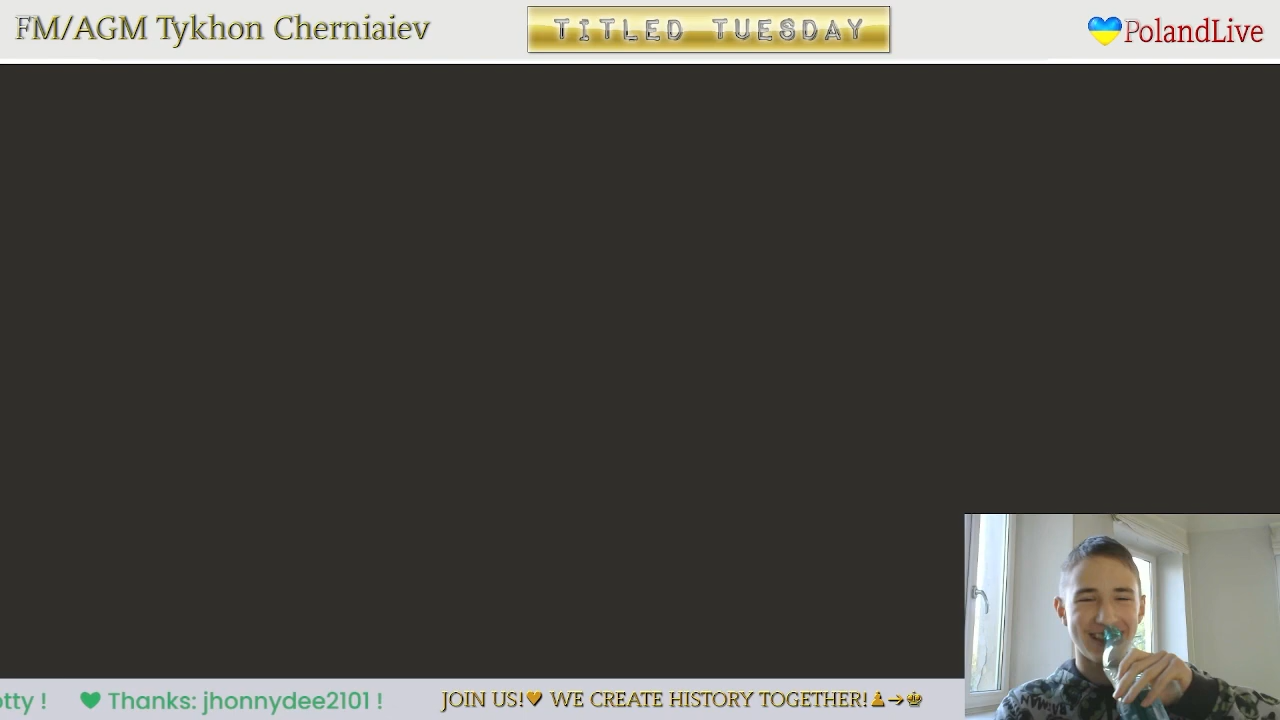 FM/AGM Tykhon Cherniaiev
TITLED TUESDAY
PolandLive
otty !
Thanks: jhonnydee2101 !
JOIN US!🧡 WE CREATE HISTORY TOGETHER!♟→♚